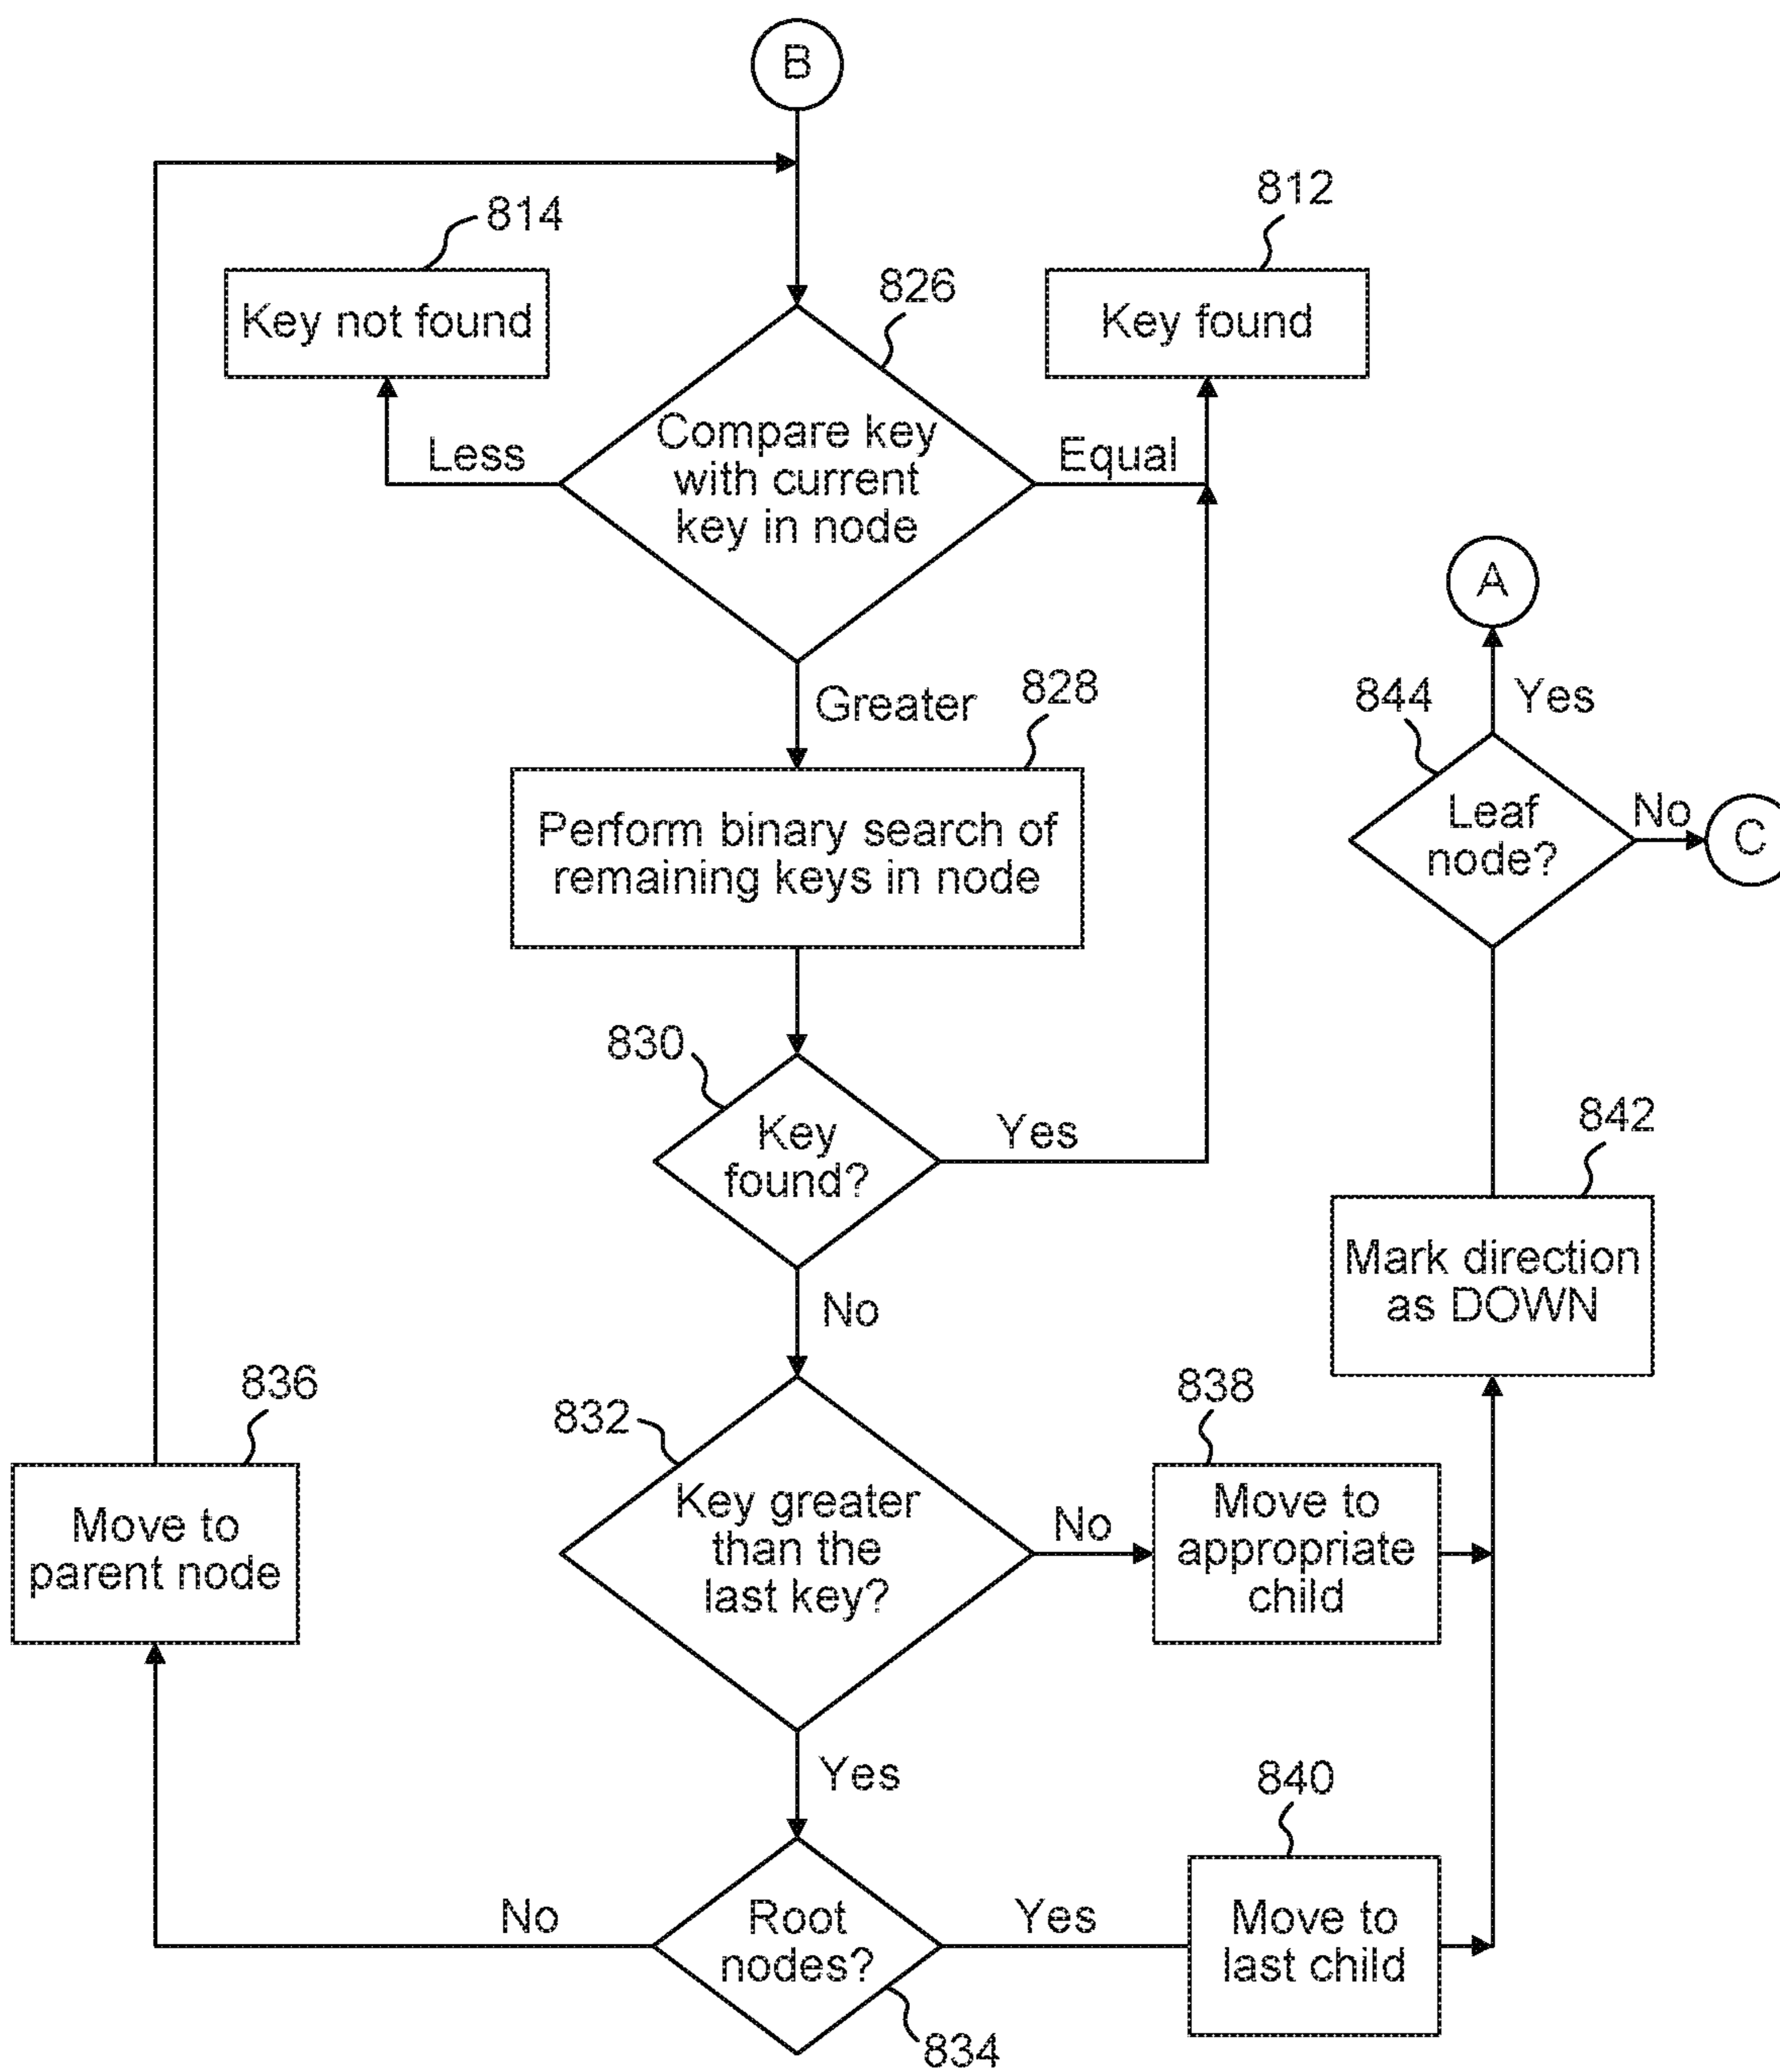 B
814
812
826
Key not found
Key found
Compare key
with current
key in node
Less
Equal
A
Greater
828
844
Yes
Perform binary search of
remaining keys in node
Leaf
node?
No
C
830
Key
found?
Yes
842
Mark direction
as DOWN
No
836
832
838
Move to
parent node
Key greater
than the
last key?
No
Move to
appropriate
child
Yes
840
No
Root
nodes?
Yes
Move to
last child
834